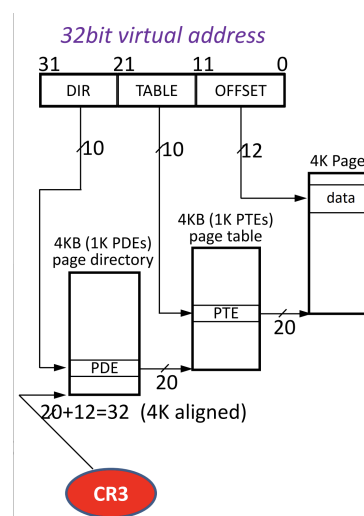 32bit virtual address
31 21 11 0
DIR TABLE OFFSET
10 10 12
4K Page
data
4KB (1K PTEs)
page table
4KB (1K PDEs)
page directory
PTE
20
PDE
20
20+12=32 (4K aligned)
CR3